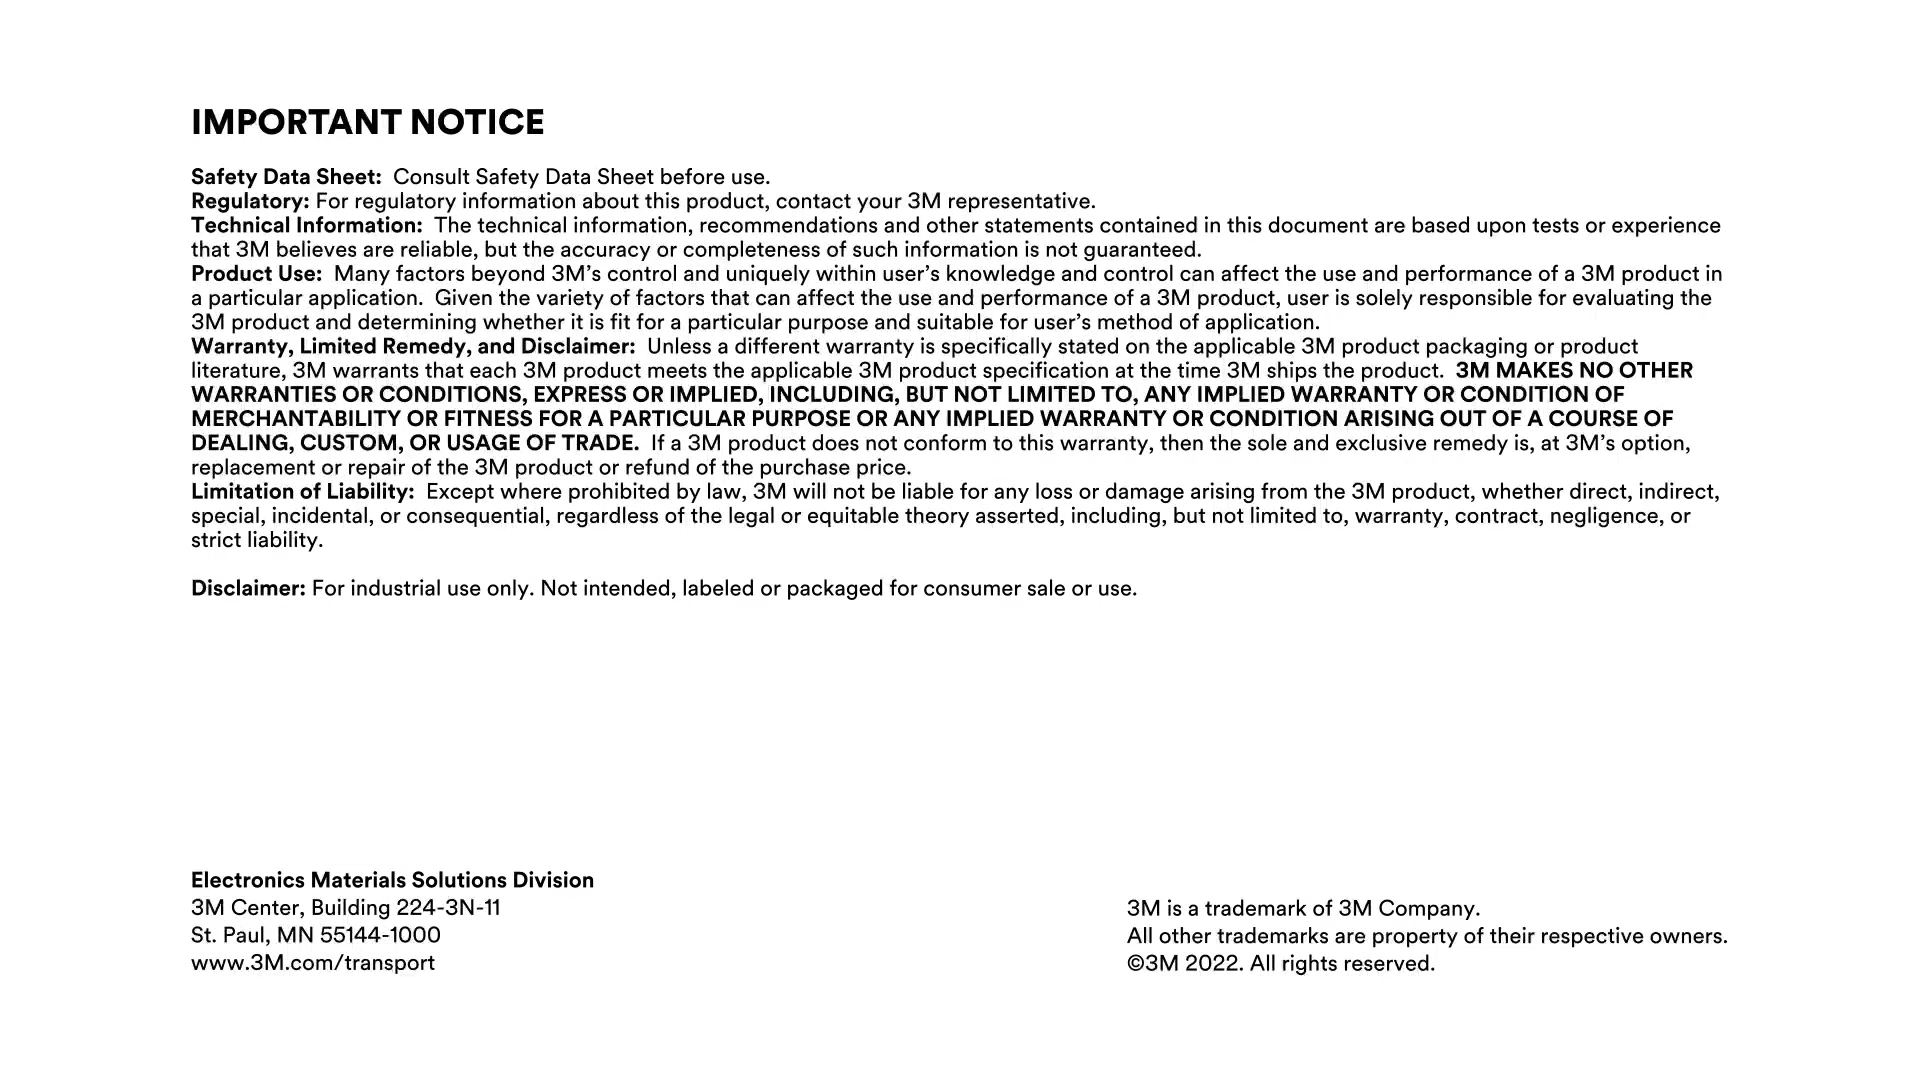 IMPORTANT NOTICE
Safety Data Sheet: Consult Safety Data Sheet before use.
Regulatory: For regulatory information about this product, contact your 3M representative.
Technical Information: The technical information, recommendations and other statements contained in this document are based upon tests or experience
that 3M believes are reliable, but the accuracy or completeness of such information is not guaranteed.
Product Use: Many factors beyond 3M’s control and uniquely within user’s knowledge and control can affect the use and performance of a 3M product in
a particular application. Given the variety of factors that can affect the use and performance of a 3M product, user is solely responsible for evaluating the
3M product and determining whether it is fit for a particular purpose and suitable for user’s method of application.
Warranty, Limited Remedy, and Disclaimer: Unless a different warranty is specifically stated on the applicable 3M product packaging or product
literature, 3M warrants that each 3M product meets the applicable 3M product specification at the time 3M ships the product. 3M MAKES NO OTHER
WARRANTIES OR CONDITIONS, EXPRESS OR IMPLIED, INCLUDING, BUT NOT LIMITED TO, ANY IMPLIED WARRANTY OR CONDITION OF
MERCHANTABILITY OR FITNESS FOR A PARTICULAR PURPOSE OR ANY IMPLIED WARRANTY OR CONDITION ARISING OUT OF A COURSE OF
DEALING, CUSTOM, OR USAGE OF TRADE. If a 3M product does not conform to this warranty, then the sole and exclusive remedy is, at 3M’s option,
replacement or repair of the 3M product or refund of the purchase price.
Limitation of Liability: Except where prohibited by law, 3M will not be liable for any loss or damage arising from the 3M product, whether direct, indirect,
special, incidental, or consequential, regardless of the legal or equitable theory asserted, including, but not limited to, warranty, contract, negligence, or
strict liability.
Disclaimer: For industrial use only. Not intended, labeled or packaged for consumer sale or use.
Electronics Materials Solutions Division
3M Center, Building 224-3N-11
St. Paul, MN 55144-1000
www.3M.com/transport
3M is a trademark of 3M Company.
All other trademarks are property of their respective owners.
©3M 2022. All rights reserved.